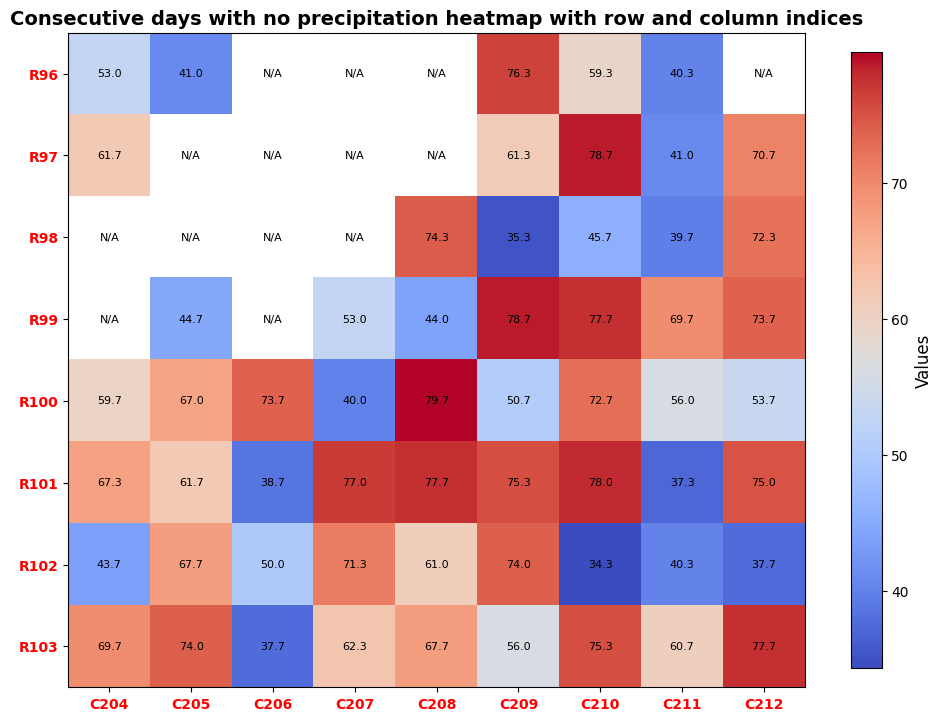 Consecutive days with no precipitation heatmap with row and column indices
R96 53.0 41.0 N/A N/A N/A 76.3 59.3 40.3 N/A
R97 61.7 N/A N/A N/A N/A 61.3 78.7 41.0 70.7
R98 N/A N/A N/A N/A 74.3 35.3 45.7 39.7 72.3
R99 N/A 44.7 N/A 53.0 44.0 78.7 77.7 69.7 73.7
R100 59.7 67.0 73.7 40.0 79.7 50.7 72.7 56.0 53.7
R101 67.3 61.7 38.7 77.0 77.7 75.3 78.0 37.3 75.0
R102 43.7 67.7 50.0 71.3 61.0 74.0 34.3 40.3 37.7
R103 69.7 74.0 37.7 62.3 67.7 56.0 75.3 60.7 77.7
C204 C205 C206 C207 C208 C209 C210 C211 C212
70
60
50
40
Values